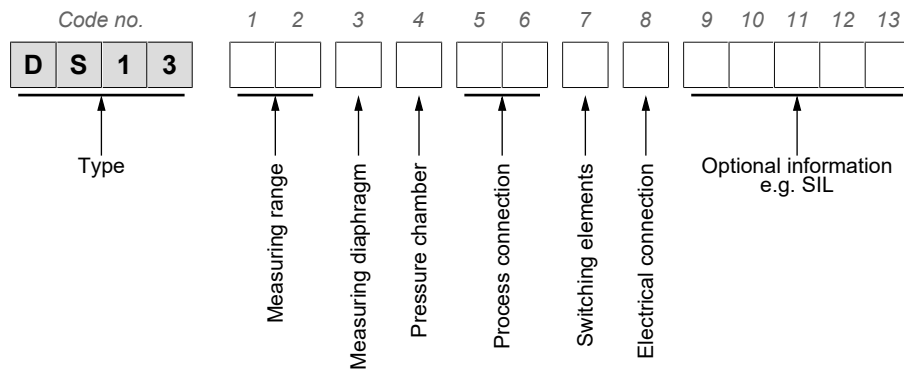 Code no. 1 2 3 4 5 6 7 8 9 10 11 12 13
D S 1 3
Type
Measuring range
Measuring diaphragm
Pressure chamber
Process connection
Switching elements
Electrical connection
Optional information
e.g. SIL